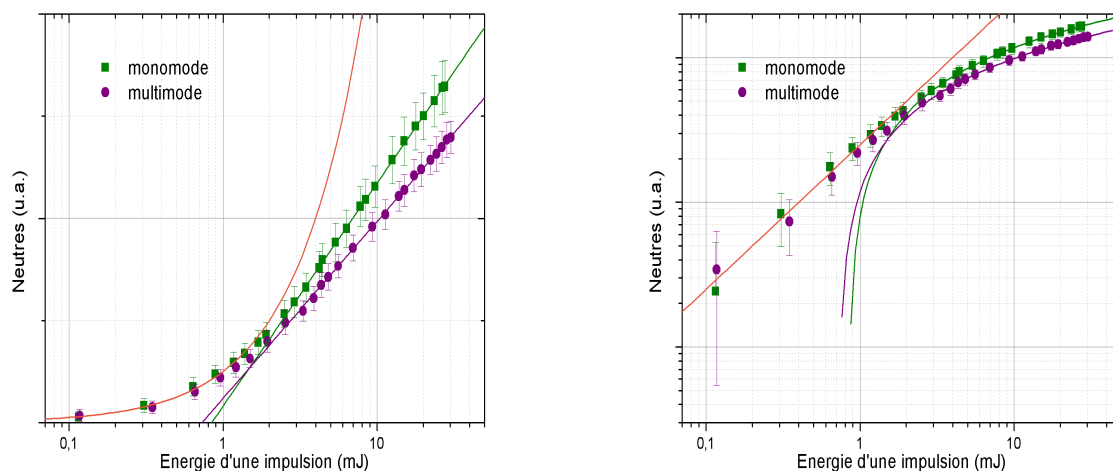 Neutres (u.a.)
monomode
multimode
0,1
1
10
Energie d'une impulsion (mJ)
Neutres (u.a.)
monomode
multimode
0,1
1
10
Energie d'une impulsion (mJ)